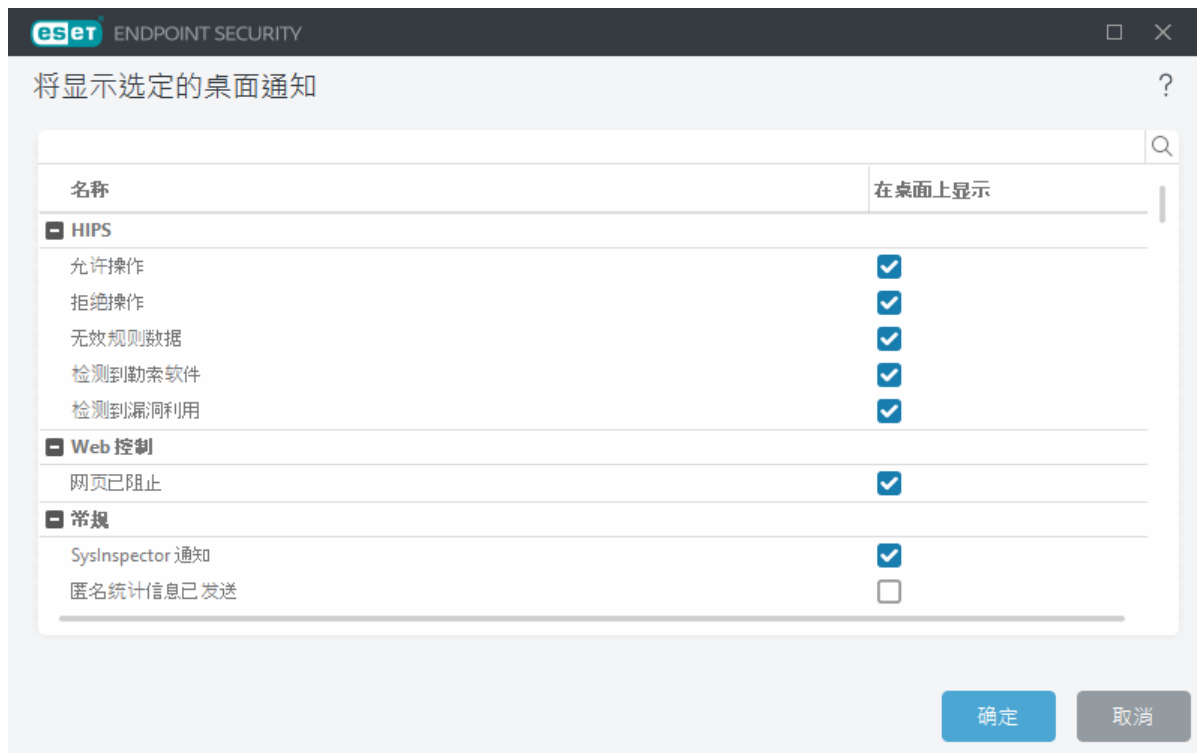 eseT ENDPOINT SECURITY
将显示选定的桌面通知
?
名称 在桌面上显示
HIPS
允许操作
拒绝操作
无效规则数据
检测到勒索软件
检测到漏洞利用
Web 控制
网页已阻止
常规
SysInspector 通知
匿名统计信息已发送
确定 取消